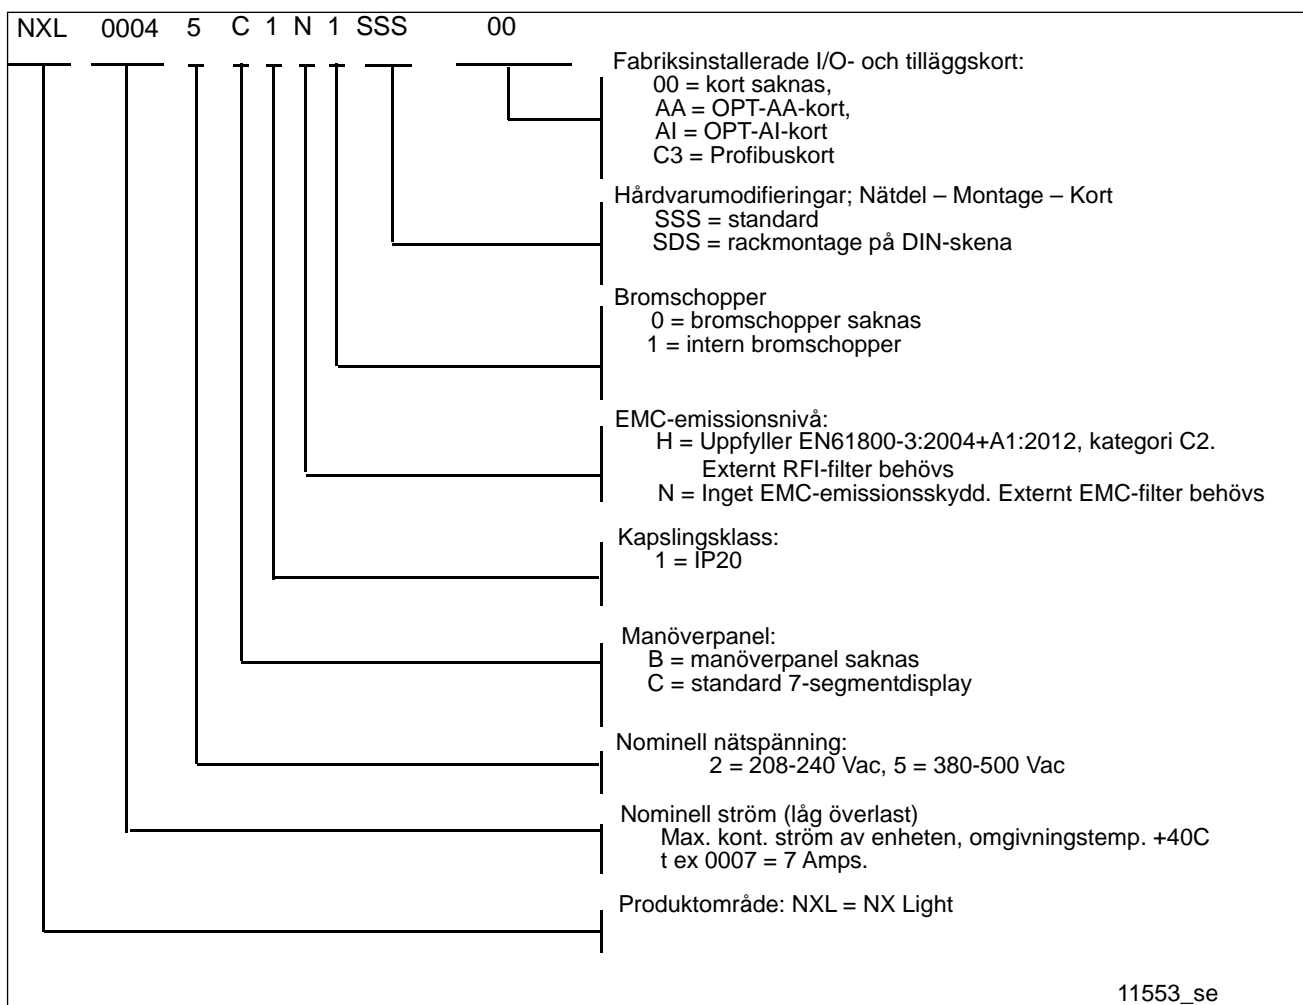 NXL 0004 5 C 1 N 1 SSS 00
Fabriksinstallerade I/O- och tilläggskort:
00 = kort saknas,
AA = OPT-AA-kort,
AI = OPT-AI-kort
C3 = Profibuskort
Hårdvarumodifieringar; Nätdel – Montage – Kort
SSS = standard
SDS = rackmontage på DIN-skena
Bromschopper
0 = bromschopper saknas
1 = intern bromschopper
EMC-emissionsnivå:
H = Uppfyller EN61800-3:2004+A1:2012, kategori C2.
Externt RFI-filter behövs
N = Inget EMC-emissionsskydd. Externt EMC-filter behövs
Kapslingsklass:
1 = IP20
Manöverpanel:
B = manöverpanel saknas
C = standard 7-segmentdisplay
Nominell nätspänning:
2 = 208-240 Vac, 5 = 380-500 Vac
Nominell ström (låg överlast)
Max. kont. ström av enheten, omgivningstemp. +40C
t ex 0007 = 7 Amps.
Produktområde: NXL = NX Light
11553_se